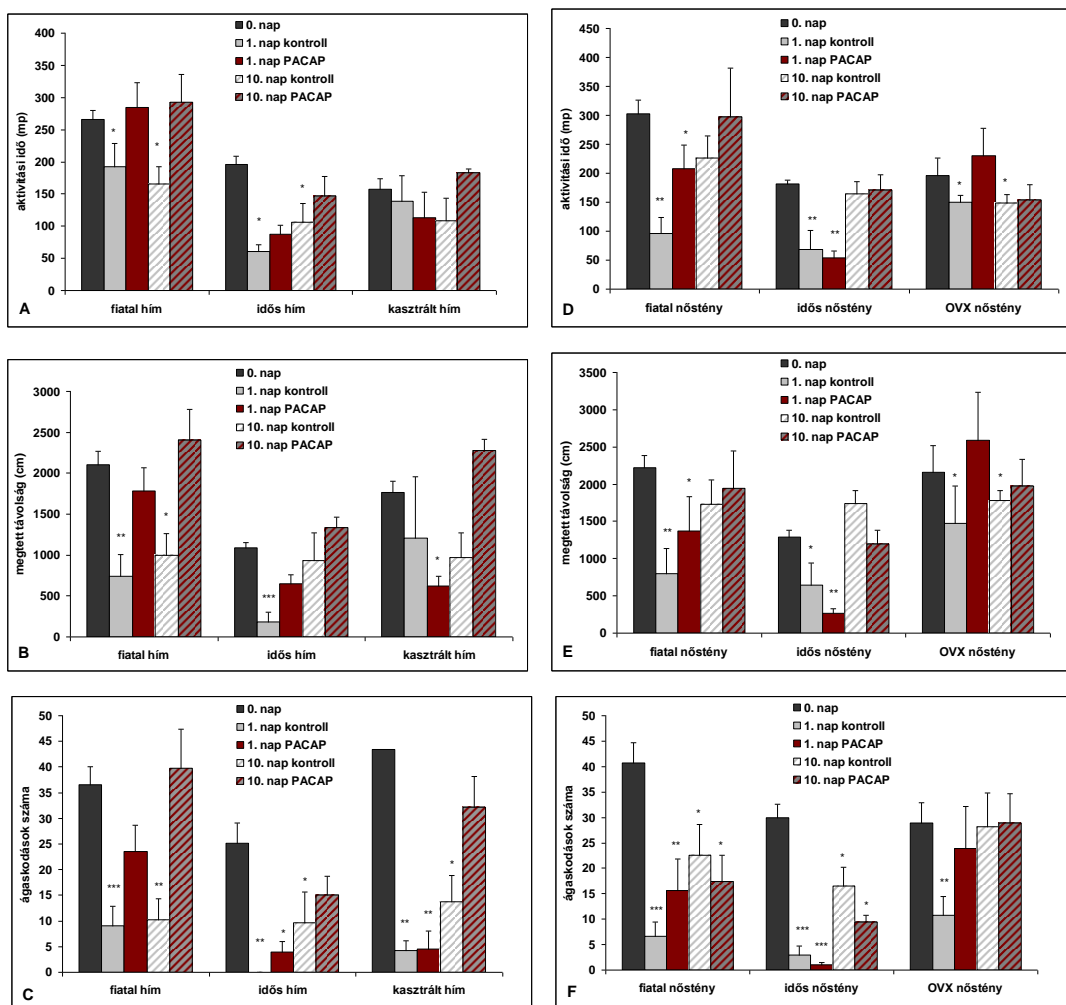 0. nap
1. nap kontroll
1. nap PACAP
10. nap kontroll
10. nap PACAP
400
350
300
250
200
150
100
50
0
aktivitási idő (mp)
* * * * 
A
fiatal hím
idős hím
kasztrált hím
0. nap
1. nap kontroll
1. nap PACAP
10. nap kontroll
10. nap PACAP
450
400
350
300
250
200
150
100
50
0
aktivitási idő (mp)
** * ** ** * *
D
fiatal nőstény
idős nőstény
OVX nőstény
0. nap
1. nap kontroll
1. nap PACAP
10. nap kontroll
10. nap PACAP
3000
2500
2000
1500
1000
500
0
megtett távolság (cm)
** * *** *
B
fiatal hím
idős hím
kasztrált hím
0. nap
1. nap kontroll
1. nap PACAP
10. nap kontroll
10. nap PACAP
3500
3000
2500
2000
1500
1000
500
0
megtett távolság (cm)
** * * ** * *
E
fiatal nőstény
idős nőstény
OVX nőstény
0. nap
1. nap kontroll
1. nap PACAP
10. nap kontroll
10. nap PACAP
50
45
40
35
30
25
20
15
10
5
0
ágaskodások száma
*** ** ** * * ** ** *
C
fiatal hím
idős hím
kasztrált hím
0. nap
1. nap kontroll
1. nap PACAP
10. nap kontroll
10. nap PACAP
50
45
40
35
30
25
20
15
10
5
0
ágaskodások száma
*** ** * * *** *** * * **
F
fiatal nőstény
idős nőstény
OVX nőstény